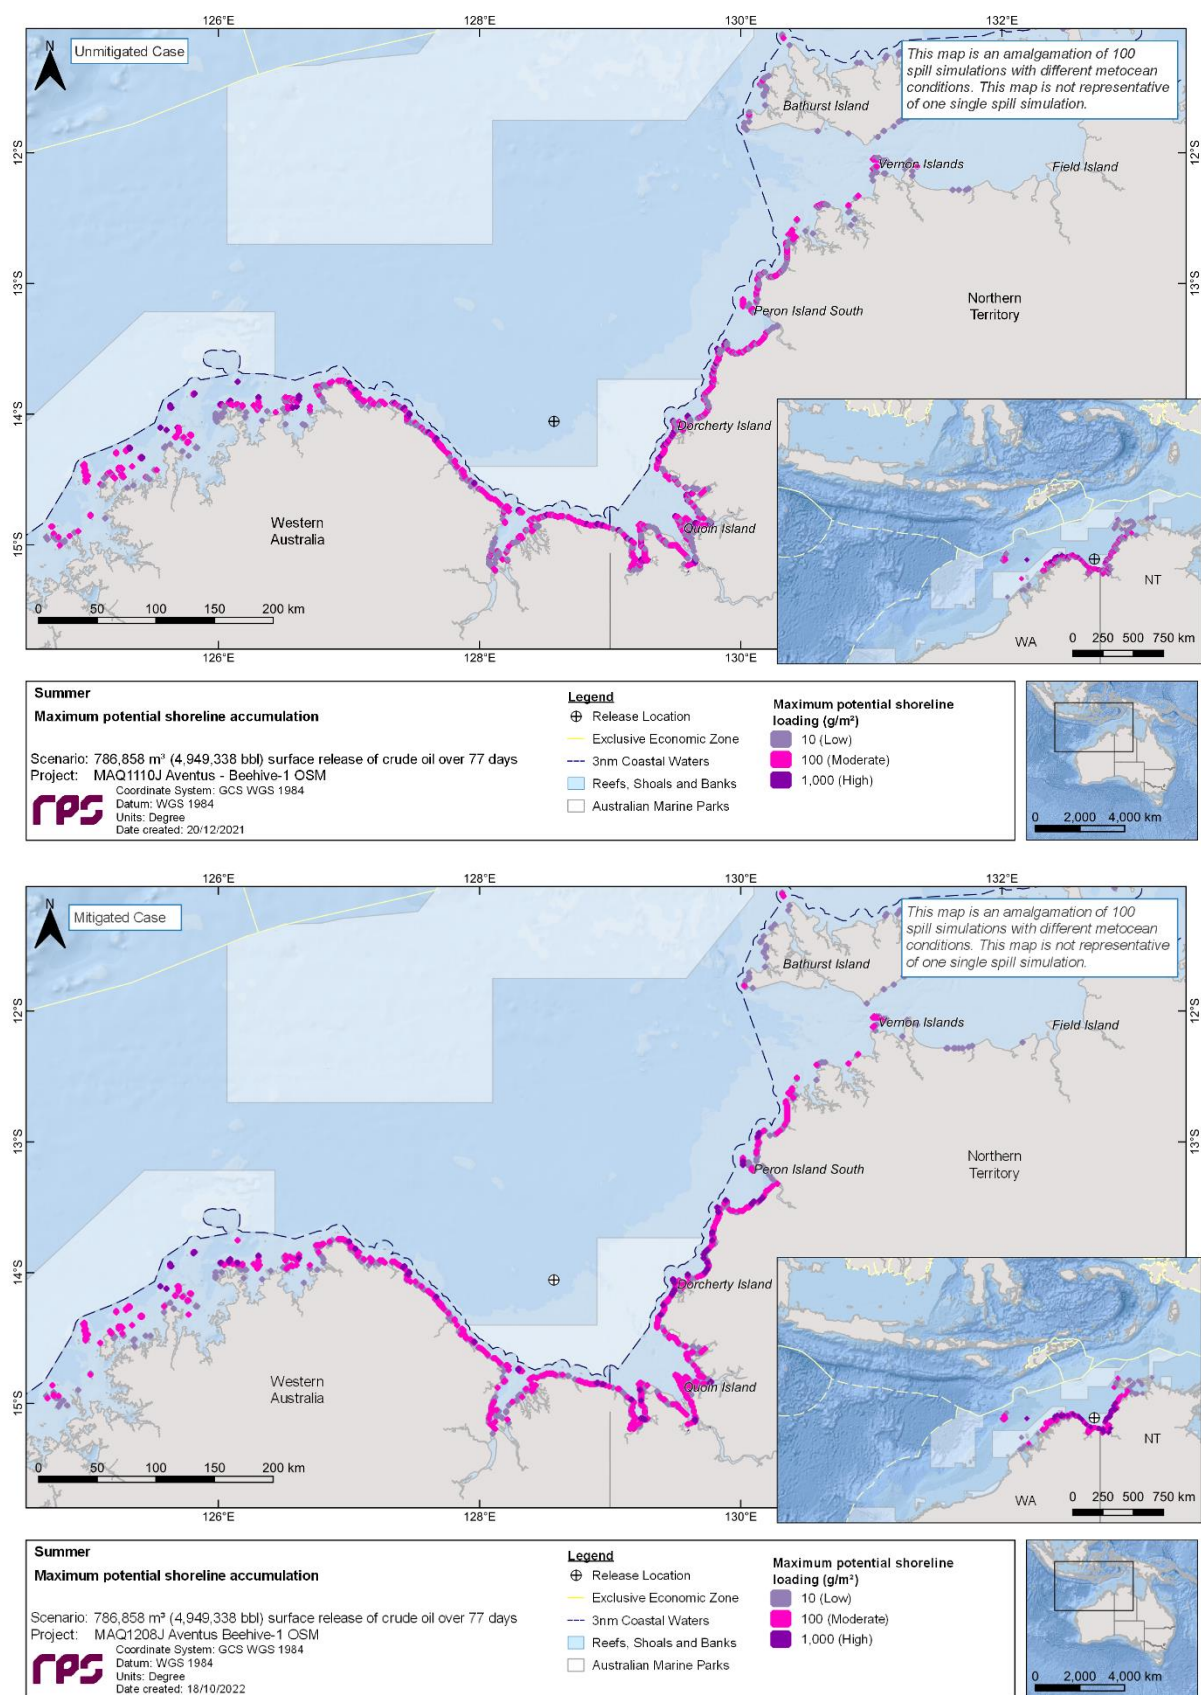 126°E
128°E
130°E
132°E
N
Unmitigated Case
This map is an amalgamation of 100
spill simulations with different metocean
conditions. This map is not representative
of one single spill simulation.
Bathurst Island
12°S
12°S
Vernon Islands
Field Island
13°S
13°S
Northern
Territory
Peron Island South
14°S
Dorcherty Island
Western
Australia
Quoin Island
15°S
0 50 100 150 200 km
NT
WA
0 250 500 750 km
126°E
128°E
130°E
Summer
Maximum potential shoreline accumulation
Scenario: 786,858 m³ (4,949,338 bbl) surface release of crude oil over 77 days
Project: MAQ1110J Aventus - Beehive-1 OSM
rps
Coordinate System: GCS WGS 1984
Datum: WGS 1984
Units: Degree
Date created: 20/12/2021
Legend
Release Location
Exclusive Economic Zone
3nm Coastal Waters
Reefs, Shoals and Banks
Australian Marine Parks
Maximum potential shoreline
loading (g/m²)
10 (Low)
100 (Moderate)
1,000 (High)
0 2,000 4,000 km
126°E
128°E
130°E
132°E
N
Mitigated Case
This map is an amalgamation of 100
spill simulations with different metocean
conditions. This map is not representative
of one single spill simulation.
Bathurst Island
12°S
12°S
Vernon Islands
Field Island
13°S
13°S
Northern
Territory
Peron Island South
14°S
Dorcherty Island
Western
Australia
Quoin Island
15°S
0 50 100 150 200 km
NT
WA
0 250 500 750 km
126°E
128°E
130°E
Summer
Maximum potential shoreline accumulation
Scenario: 786,858 m³ (4,949,338 bbl) surface release of crude oil over 77 days
Project: MAQ1208J Aventus Beehive-1 OSM
rps
Coordinate System: GCS WGS 1984
Datum: WGS 1984
Units: Degree
Date created: 18/10/2022
Legend
Release Location
Exclusive Economic Zone
3nm Coastal Waters
Reefs, Shoals and Banks
Australian Marine Parks
Maximum potential shoreline
loading (g/m²)
10 (Low)
100 (Moderate)
1,000 (High)
0 2,000 4,000 km